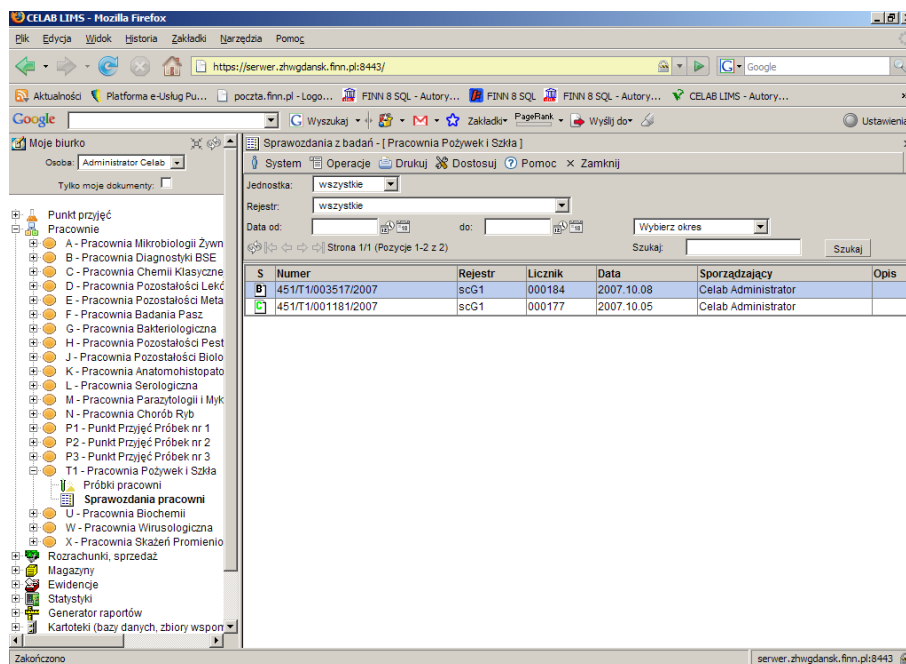 CELAB LIMS - Mozilla Firefox
Plik Edycja Widok Historia Zakładki Narzędzia Pomoc
https://serwer.zhwgdansk.finn.pl:8443/ Google
Aktualności Platforma e-Usług Pu... poczta.finn.pl - Logo... FINN 8 SQL - Autory... FINN 8 SQL FINN 8 SQL - Autory... CELAB LIMS - Autory...
Google Wyszukaj Zakładki PageRank Wyślij do Ustawienia
Moje biurko
Osoba: Administrator Celab
Tylko moje dokumenty:
Punkt przyjęć
Pracownie
A - Pracownia Mikrobiologii Żywn
B - Pracownia Diagnostyki BSE
C - Pracownia Chemii Klasyczne
D - Pracownia Pozostałości Lekó
E - Pracownia Pozostałości Meta
F - Pracownia Badania Pasz
G - Pracownia Bakteriologiczna
H - Pracownia Pozostałości Pest
J - Pracownia Pozostałości Biolo
K - Pracownia Anatomohistopato
L - Pracownia Serologiczna
M - Pracownia Parazytologii i Myk
N - Pracownia Chorób Ryb
P1 - Punkt Przyjęć Próbek nr 1
P2 - Punkt Przyjęć Próbek nr 2
P3 - Punkt Przyjęć Próbek nr 3
T1 - Pracownia Pożywek i Szkła
Próbki pracowni
Sprawozdania pracowni
U - Pracownia Biochemii
W - Pracownia Wirusologiczna
X - Pracownia Skażeń Promienio
Rozrachunki, sprzedaż
Magazyny
Ewidencje
Statystyki
Generator raportów
Kartoteki (bazy danych, zbiory wspom
Sprawozdania z badań - [ Pracownia Pożywek i Szkła ]
System Operacje Drukuj Dostosuj Pomoc Zamknij
Jednostka: wszystkie
Rejestr: wszystkie
Data od: do: Wybierz okres
Strona 1/1 (Pozycje 1-2 z 2) Szukaj: Szukaj
S Numer Rejestr Licznik Data Sporządzający Opis
B 451/T1/003517/2007 scG1 000184 2007.10.08 Celab Administrator
C 451/T1/001181/2007 scG1 000177 2007.10.05 Celab Administrator
Zakończono serwer.zhwgdansk.finn.pl:8443